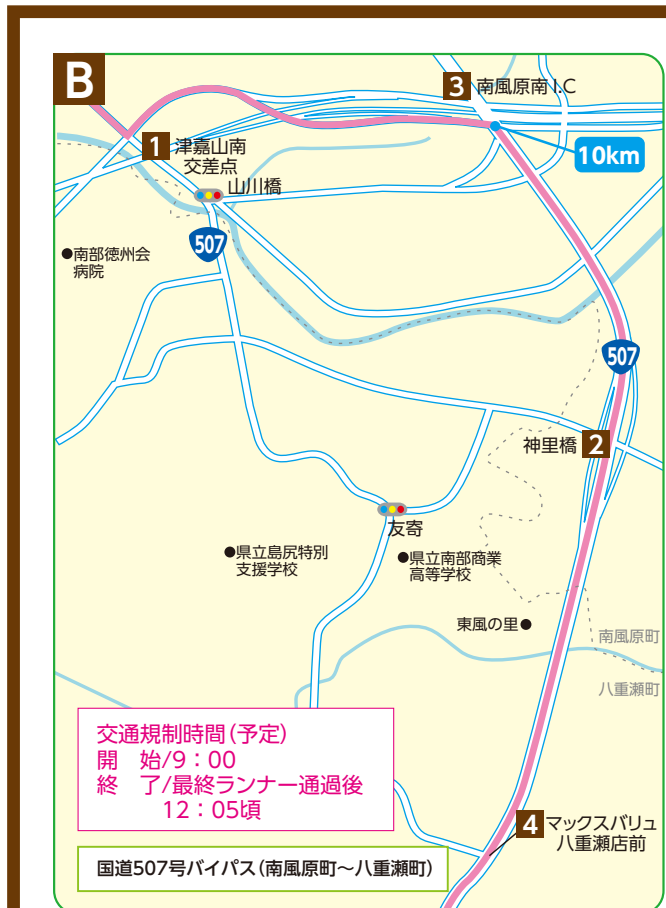 B
3 南風原南I.C
10km
1 津嘉山南
交差点
山川橋
507
●南部徳州会
病院
507
神里橋 2
友寄
●県立島尻特別
支援学校
●県立南部商業
高等学校
東風の里●
南風原町
八重瀬町
交通規制時間(予定)
開 始/9:00
終 了/最終ランナー通過後
12:05頃
4 マックスバリュ
八重瀬店前
国道507号バイパス(南風原町〜八重瀬町)